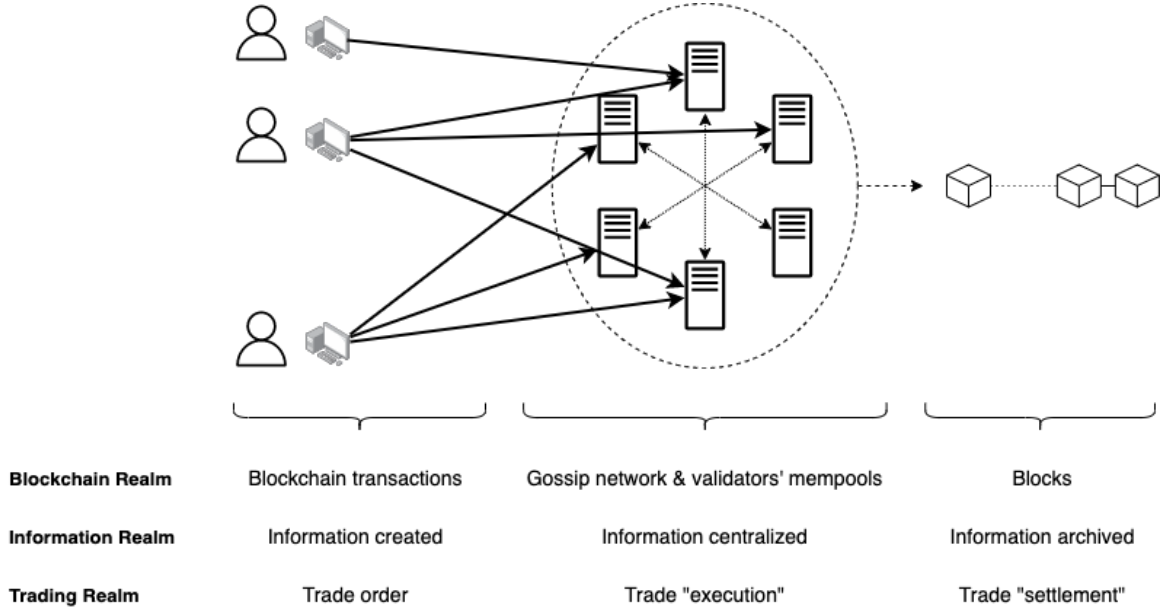 Blockchain Realm Blockchain transactions Gossip network & validators' mempools Blocks
Information Realm Information created Information centralized Information archived
Trading Realm Trade order Trade "execution" Trade "settlement"